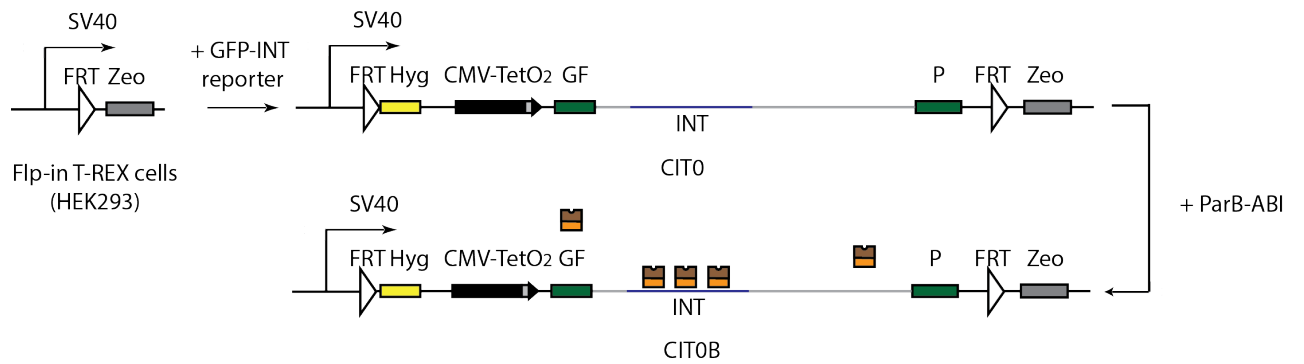 SV40
FRT Zeo
Flp-in T-REX cells
(HEK293)
+ GFP-INT
reporter
SV40
FRT Hyg CMV-TetO2 GF P FRT Zeo
INT
CIT0
+ ParB-ABI
SV40
FRT Hyg CMV-TetO2 GF P FRT Zeo
INT
CIT0B